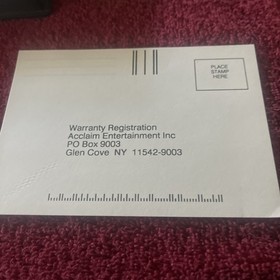 PLACE
STAMP
HERE
Warranty Registration
Acclaim Entertainment Inc
PO Box 9003
Glen Cove NY 11542-9003